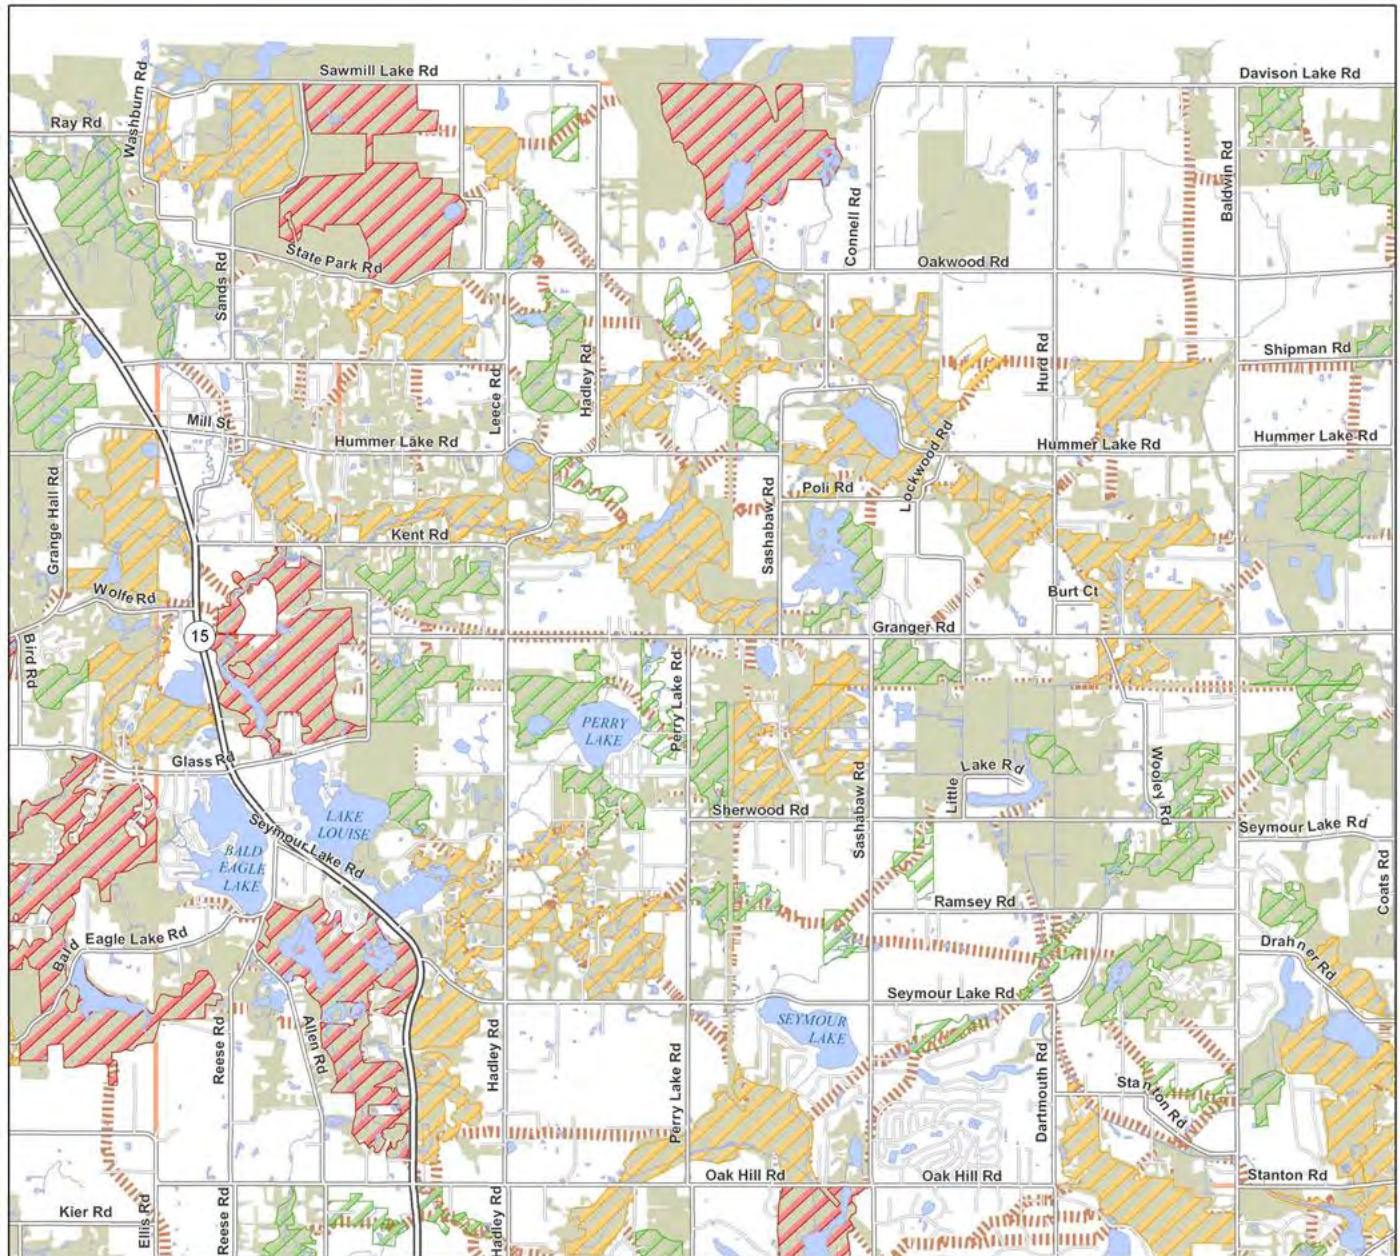 Sawmill Lake Rd
Davison Lake Rd
Washburn Rd
Ray Rd
Baldwin Rd
Connell Rd
State Park Rd
Oakwood Rd
Sands Rd
Hadley Rd
Hurd Rd
Shipman Rd
Leece Rd
Mill St
Hummer Lake Rd
Hummer Lake Rd
Hummer Lake Rd
Lockwood Rd
Grange Hall Rd
Poli Rd
Sashabaw Rd
Kent Rd
Wolfe Rd
Burt Ct
15
Granger Rd
Bird Rd
Perry Lake Rd
PERRY
LAKE
Glass Rd
Wooley Rd
Little
Lake Rd
Sashabaw Rd
Sherwood Rd
LAKE
LOUISE
Seymour Lake Rd
Seymour Lake Rd
BALD
EAGLE
LAKE
Coats Rd
Ramsey Rd
Bald
Eagle Lake Rd
Drahner Rd
Seymour Lake Rd
SEYMOUR
LAKE
Reese Rd
Allen Rd
Hadley Rd
Perry Lake Rd
Dartmouth Rd
Stanton Rd
Oak Hill Rd
Oak Hill Rd
Stanton Rd
Kier Rd
Ellis Rd
Reese Rd
Hadley Rd